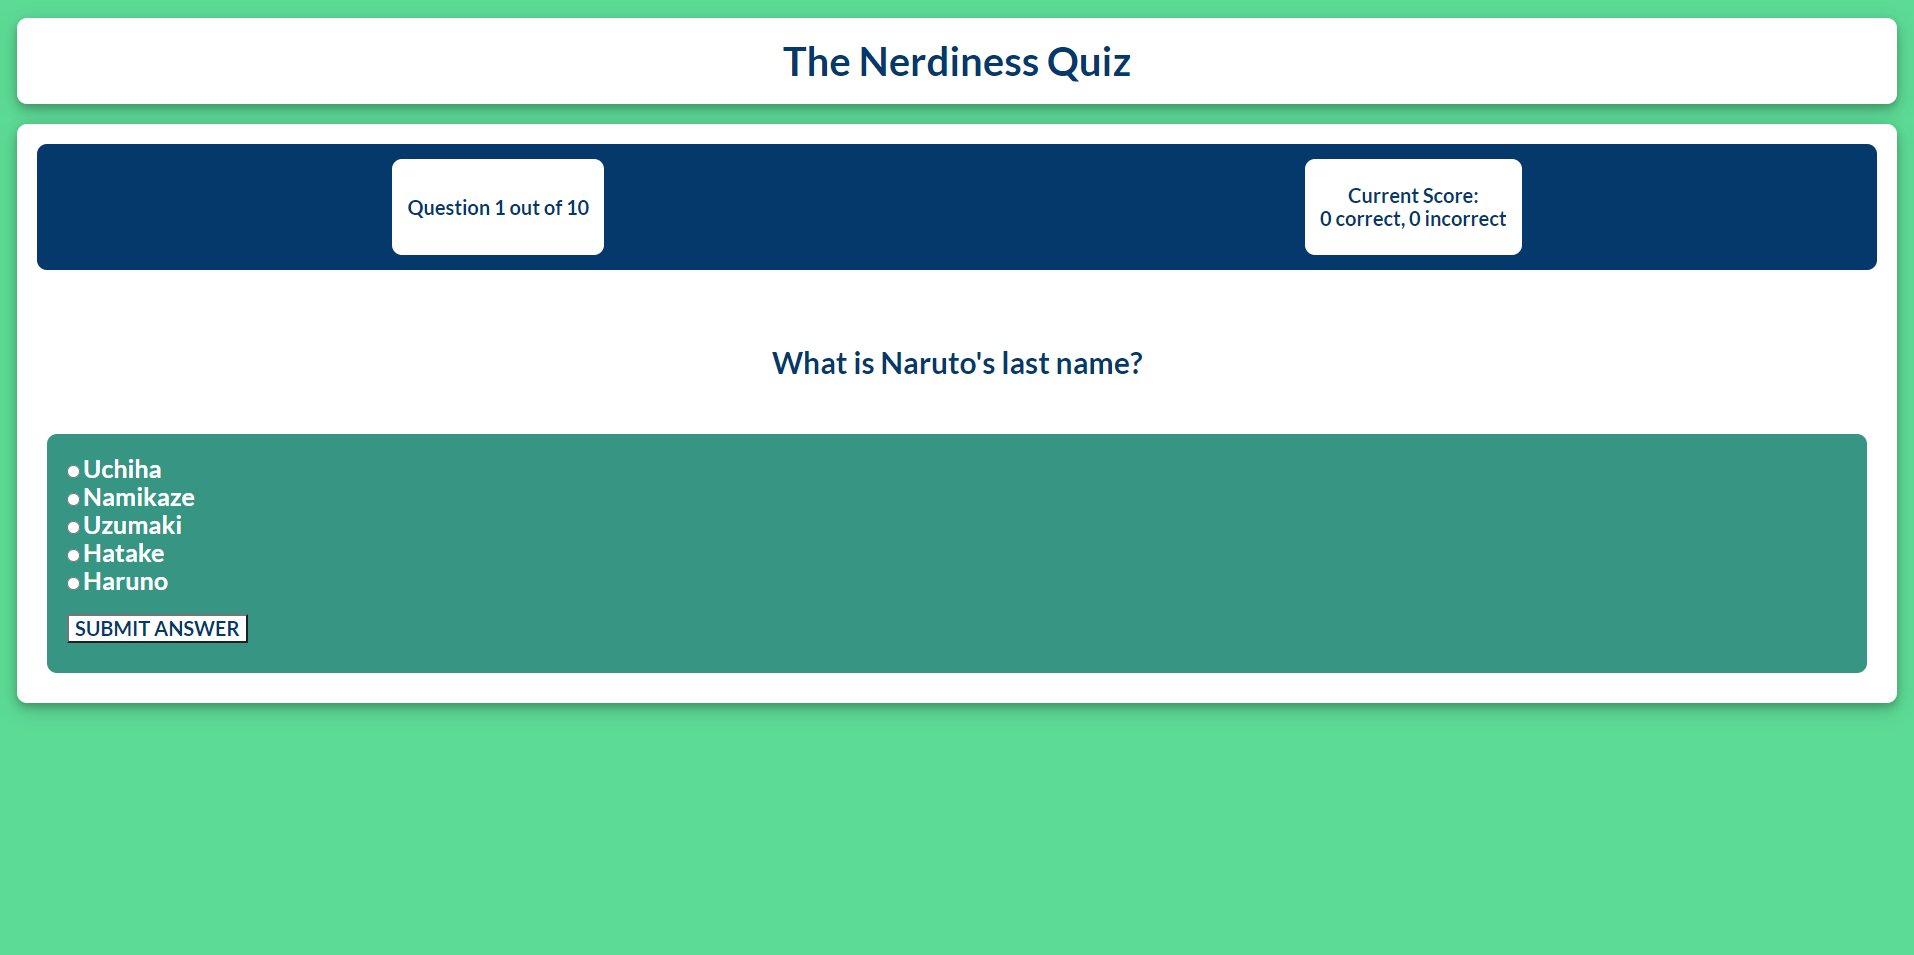 The Nerdiness Quiz
Question 1 out of 10
Current Score:
0 correct, 0 incorrect
What is Naruto's last name?
Uchiha
Namikaze
Uzumaki
Hatake
Haruno
SUBMIT ANSWER